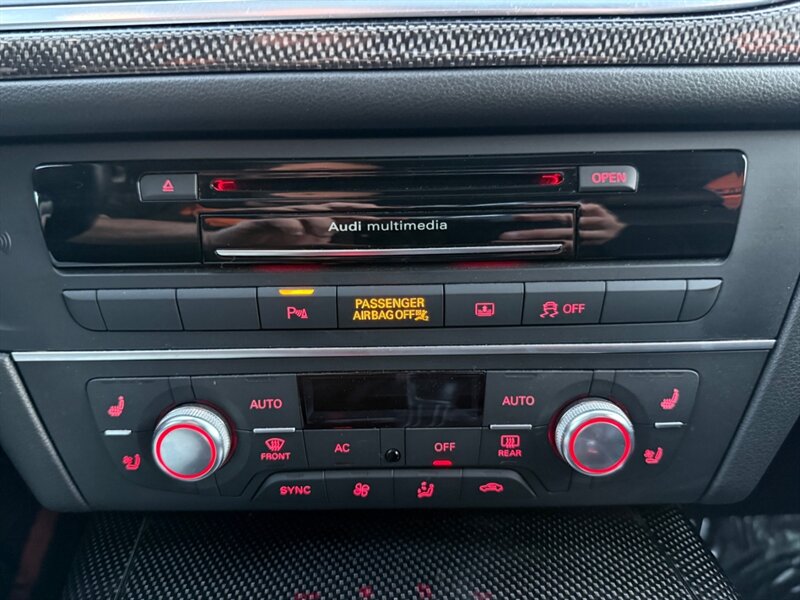 OPEN
Audi multimedia
P
PASSENGER
AIRBAG OFF
OFF
AUTO
AUTO
FRONT
AC
OFF
REAR
SYNC